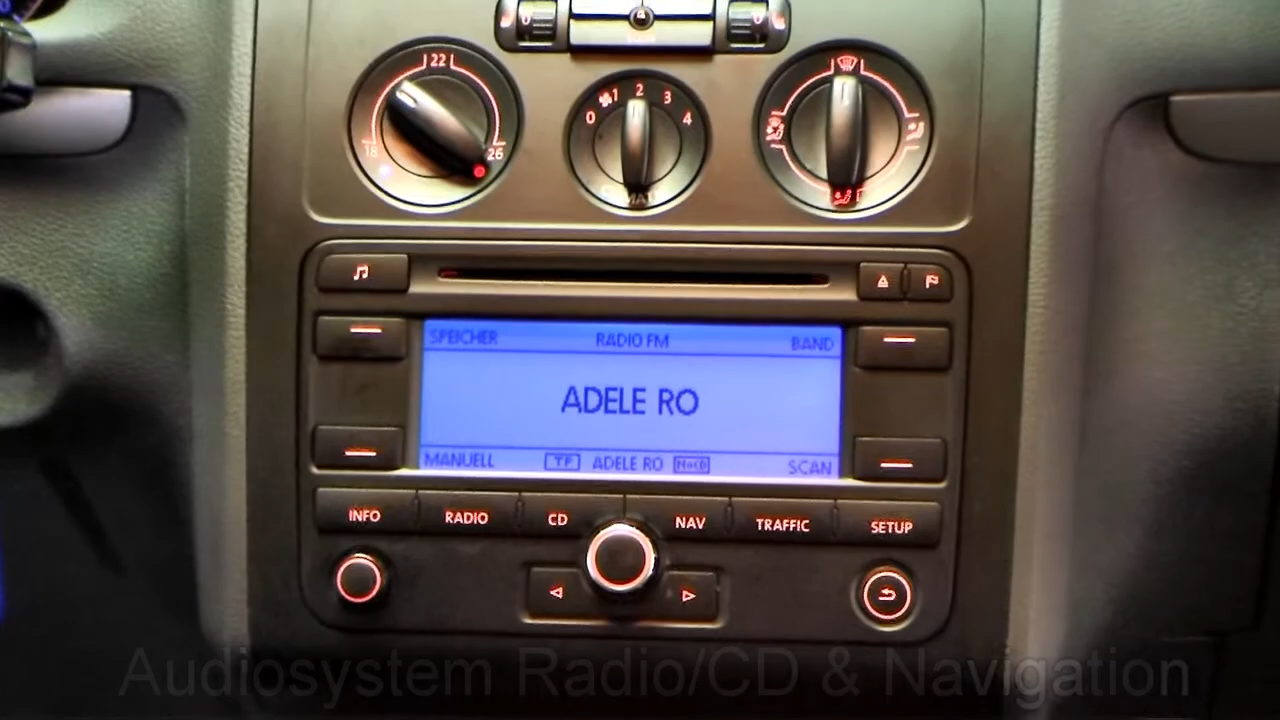 22
18 26
0 1 2 3 4
SPEICHER RADIO FM BAND
ADELE RO
MANUELL TP ADELE RO NoCD SCAN
INFO RADIO CD NAV TRAFFIC SETUP
Audiosystem Radio/CD & Navigation